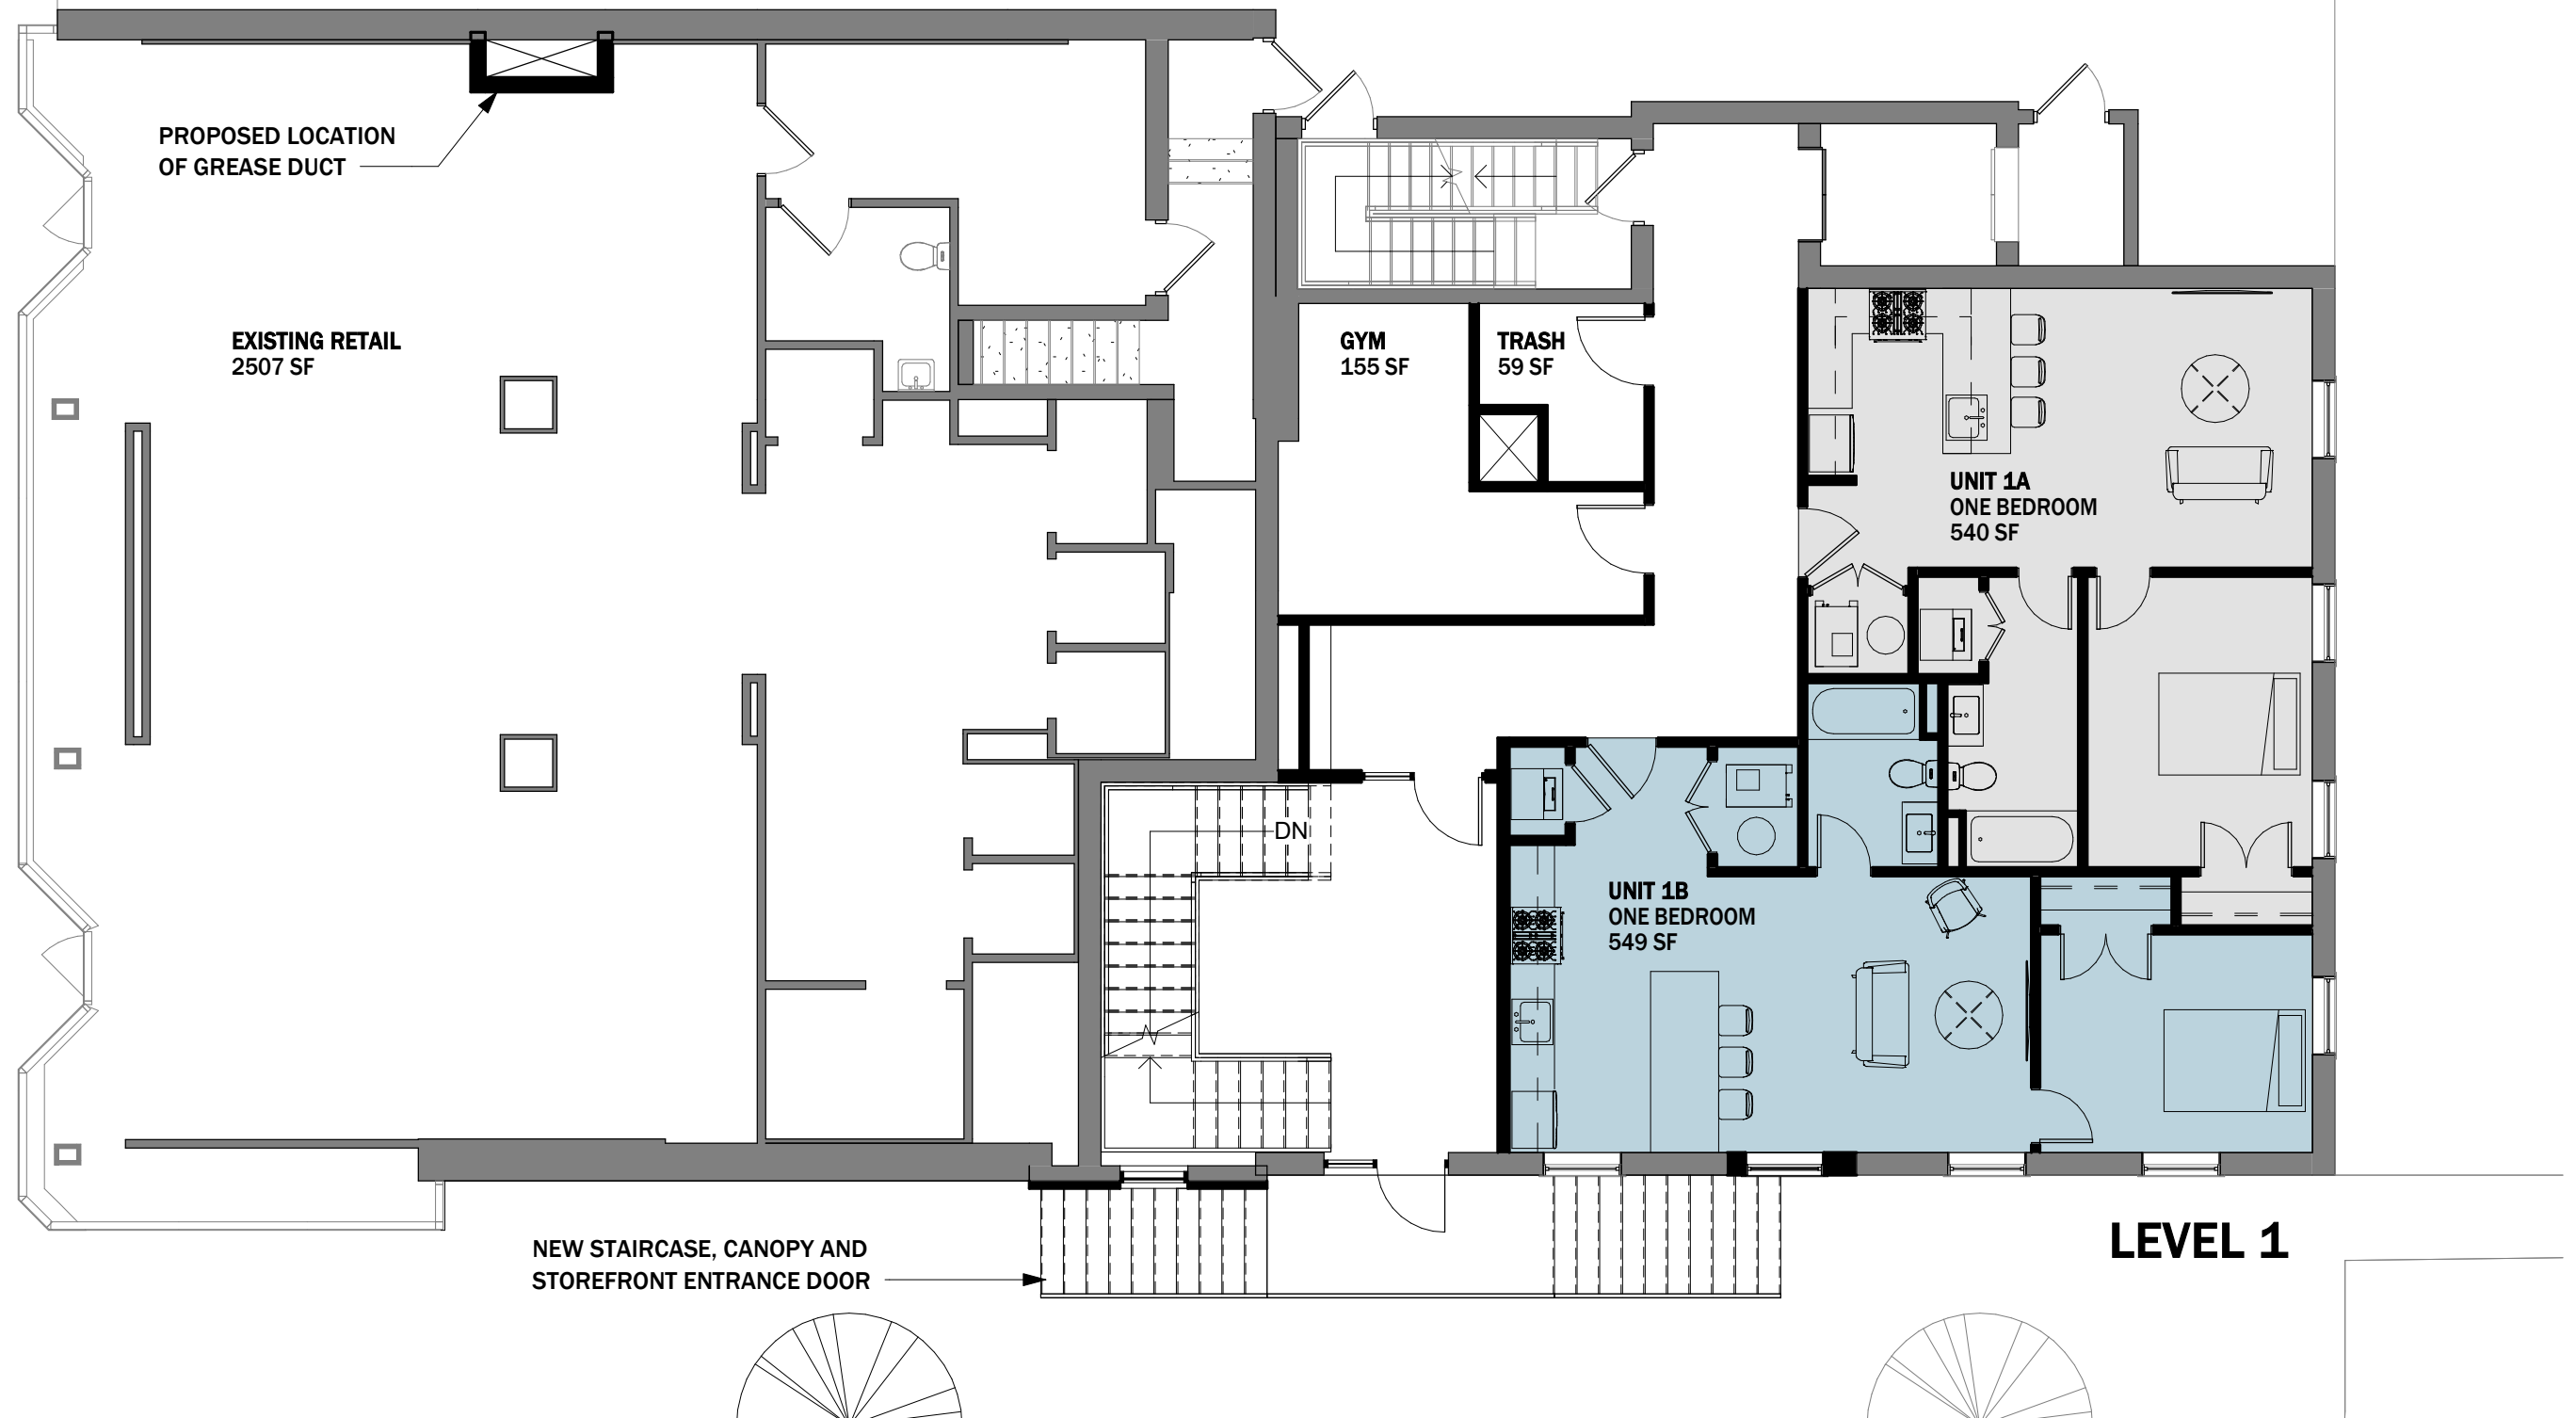 PROPOSED LOCATION
OF GREASE DUCT
EXISTING RETAIL
2507 SF
GYM
155 SF
TRASH
59 SF
UNIT 1A
ONE BEDROOM
540 SF
DN
UNIT 1B
ONE BEDROOM
549 SF
NEW STAIRCASE, CANOPY AND
STOREFRONT ENTRANCE DOOR
LEVEL 1